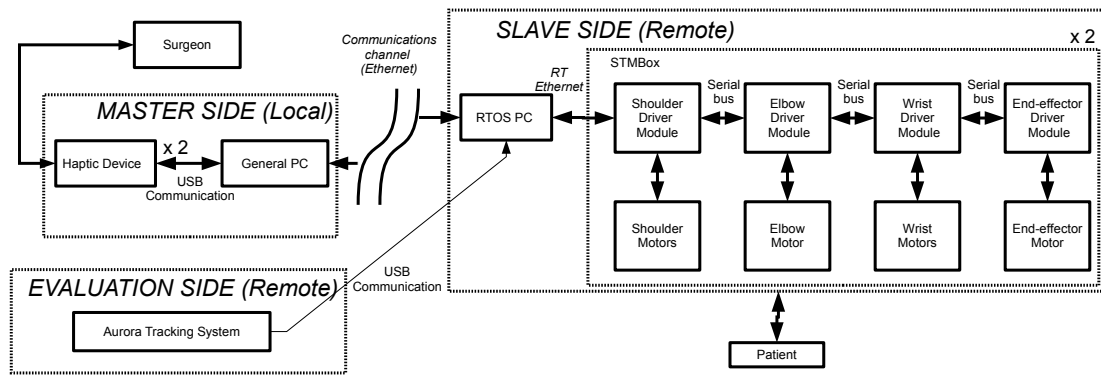 Surgeon
Communications
channel
(Ethernet)
SLAVE SIDE (Remote)
x 2
STMBox
RT
Ethernet
RTOS PC
Shoulder
Driver
Module
Serial
bus
Elbow
Driver
Module
Serial
bus
Wrist
Driver
Module
Serial
bus
End-effector
Driver
Module
Shoulder
Motors
Elbow
Motor
Wrist
Motors
End-effector
Motor
MASTER SIDE (Local)
Haptic Device
x 2
USB
Communication
General PC
EVALUATION SIDE (Remote)
Aurora Tracking System
USB
Communication
Patient